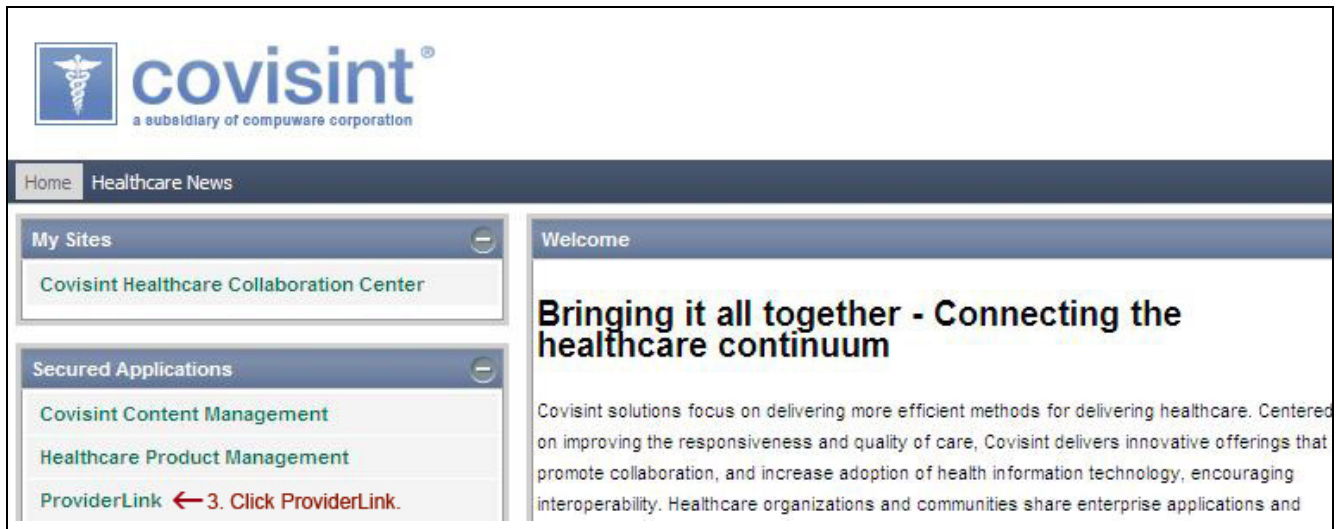 covisint®
a subsidiary of compuware corporation
Home Healthcare News
My Sites
Covisint Healthcare Collaboration Center
Secured Applications
Covisint Content Management
Healthcare Product Management
ProviderLink ← 3. Click ProviderLink.
Welcome
Bringing it all together - Connecting the
healthcare continuum
Covisint solutions focus on delivering more efficient methods for delivering healthcare. Centered
on improving the responsiveness and quality of care, Covisint delivers innovative offerings that
promote collaboration, and increase adoption of health information technology, encouraging
interoperability. Healthcare organizations and communities share enterprise applications and